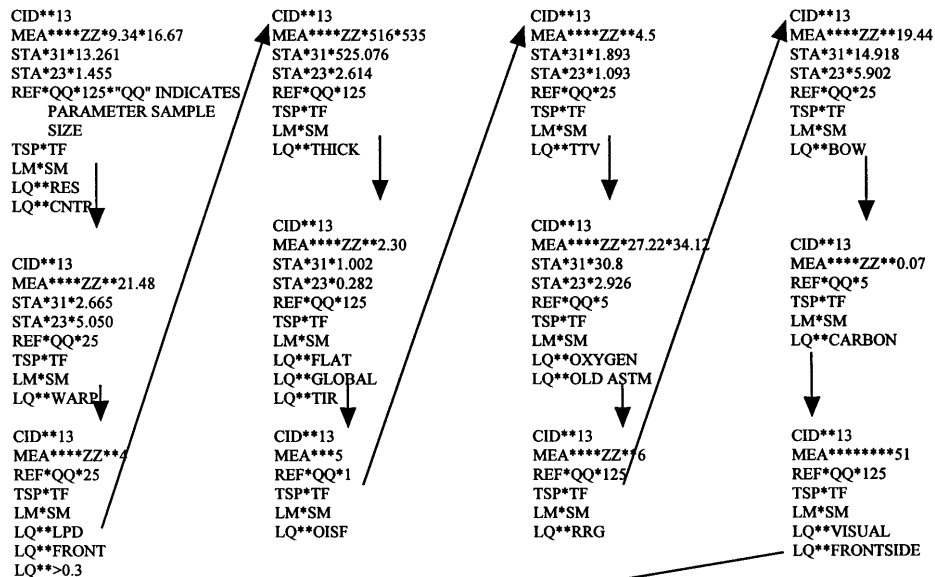 CID**13
MEA****ZZ*9.34*16.67
STA*31*13.261
STA*23*1.455
REF*QQ*125*"QQ" INDICATES
PARAMETER SAMPLE
SIZE
TSP*TF
LM*SM
LQ**RES
LQ**CNTR
CID**13
MEA****ZZ**21.48
STA*31*2.665
STA*23*5.050
REF*QQ*25
TSP*TF
LM*SM
LQ**WARP
CID**13
MEA****ZZ**4
REF*QQ*25
TSP*TF
LM*SM
LQ**LPD
LQ**FRONT
LQ**>0.3
CID**13
MEA****ZZ*516*535
STA*31*525.076
STA*23*2.614
REF*QQ*125
TSP*TF
LM*SM
LQ**THICK
CID**13
MEA****ZZ**2.30
STA*31*1.002
STA*23*0.282
REF*QQ*125
TSP*TF
LM*SM
LQ**FLAT
LQ**GLOBAL
LQ**TIR
CID**13
MEA***5
REF*QQ*1
TSP*TF
LM*SM
LQ**OISF
CID**13
MEA****ZZ**4.5
STA*31*1.893
STA*23*1.093
REF*QQ*25
TSP*TF
LM*SM
LQ**TTV
CID**13
MEA****ZZ*27.22*34.12
STA*31*30.8
STA*23*2.926
REF*QQ*5
TSP*TF
LM*SM
LQ**OXYGEN
LQ**OLD ASTM
CID**13
MEA****ZZ**6
REF*QQ*125
TSP*TF
LM*SM
LQ**RRG
CID**13
MEA****ZZ**19.44
STA*31*14.918
STA*23*5.902
REF*QQ*25
TSP*TF
LM*SM
LQ**BOW
CID**13
MEA****ZZ**0.07
REF*QQ*5
TSP*TF
LM*SM
LQ**CARBON
CID**13
MEA********51
REF*QQ*125
TSP*TF
LM*SM
LQ**VISUAL
LQ**FRONTSIDE